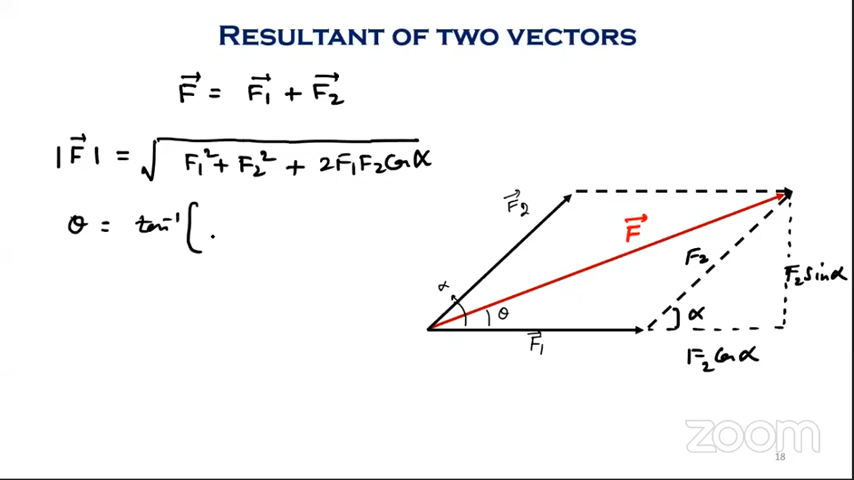 RESULTANT OF TWO VECTORS
F⃗ = F⃗₁ + F⃗₂
|F⃗| = √(F₁² + F₂² + 2F₁F₂Cosα)
θ = tan⁻¹(
F⃗₂
F⃗
F₂
F₂sinα
α
θ
α
F⃗₁
F₂Cosα
zoom
18